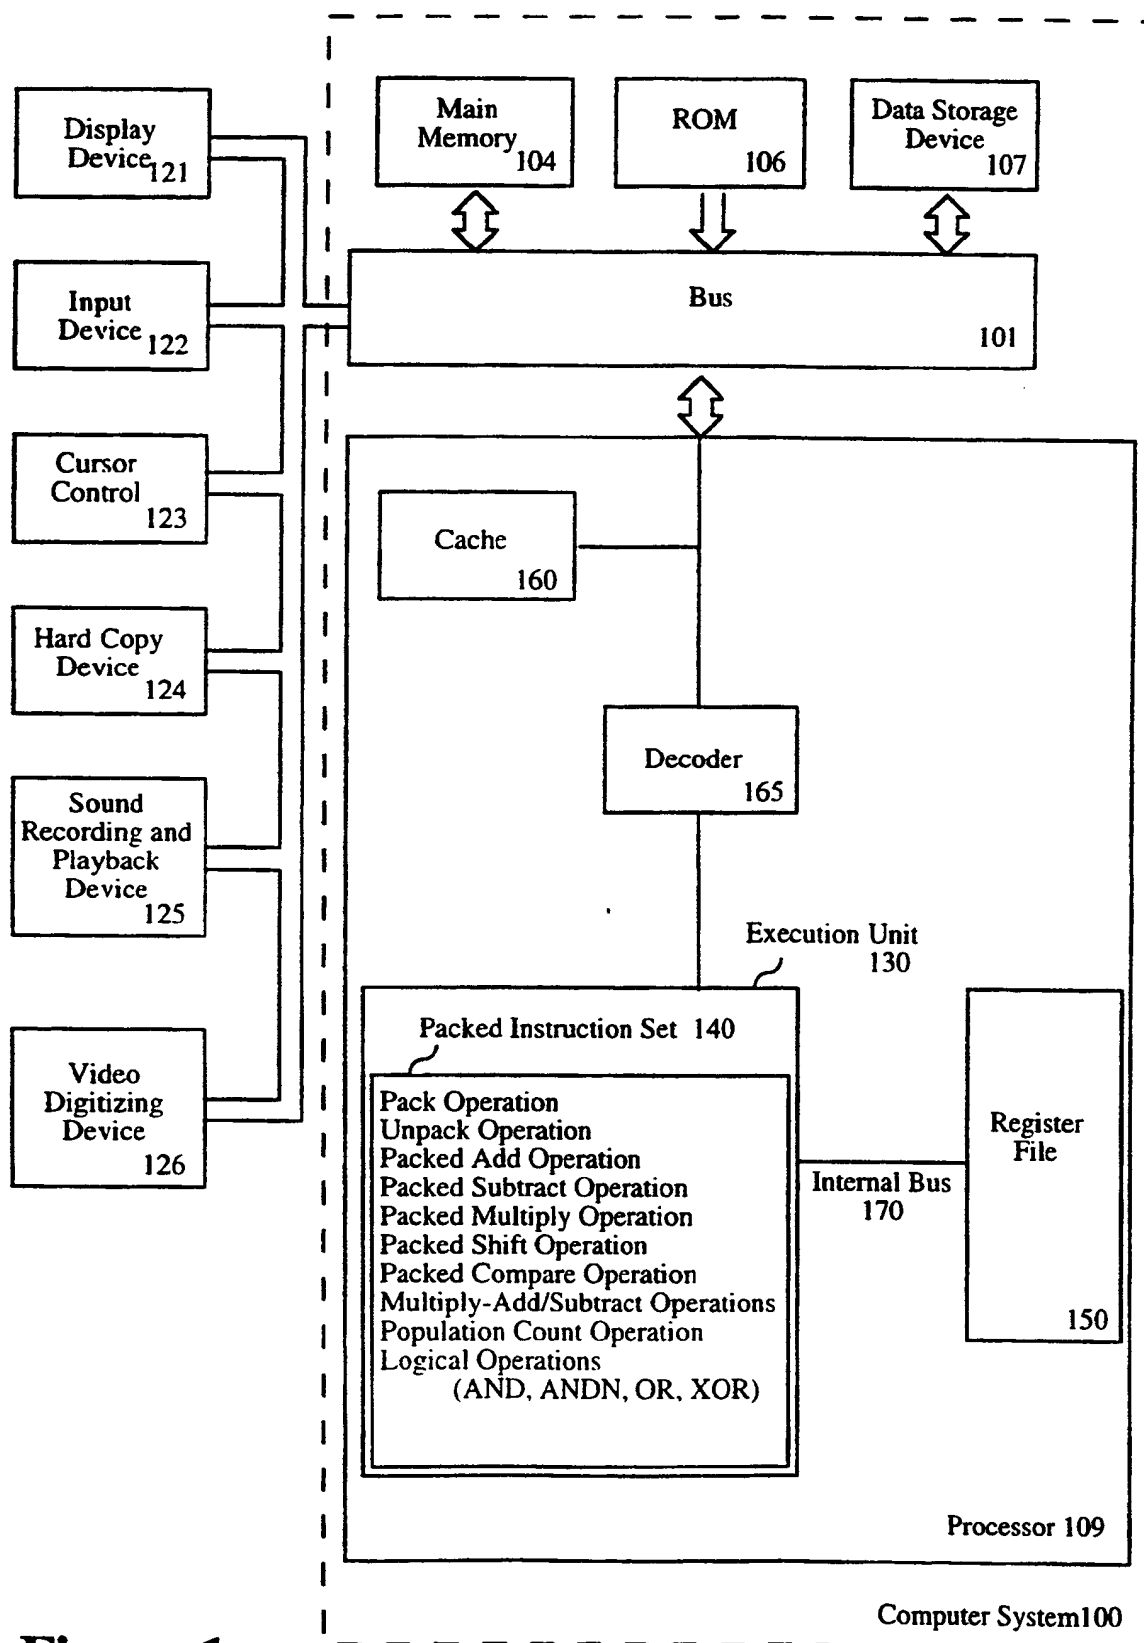 Display
Device
121
Input
Device
122
Cursor
Control
123
Hard Copy
Device
124
Sound
Recording and
Playback
Device
125
Video
Digitizing
Device
126
Main
Memory
104
ROM
106
Data Storage
Device
107
Bus
101
Cache
160
Decoder
165
Execution Unit
130
Packed Instruction Set 140
Pack Operation
Unpack Operation
Packed Add Operation
Packed Subtract Operation
Packed Multiply Operation
Packed Shift Operation
Packed Compare Operation
Multiply-Add/Subtract Operations
Population Count Operation
Logical Operations
(AND, ANDN, OR, XOR)
Internal Bus
170
Register
File
150
Processor 109
Computer System100